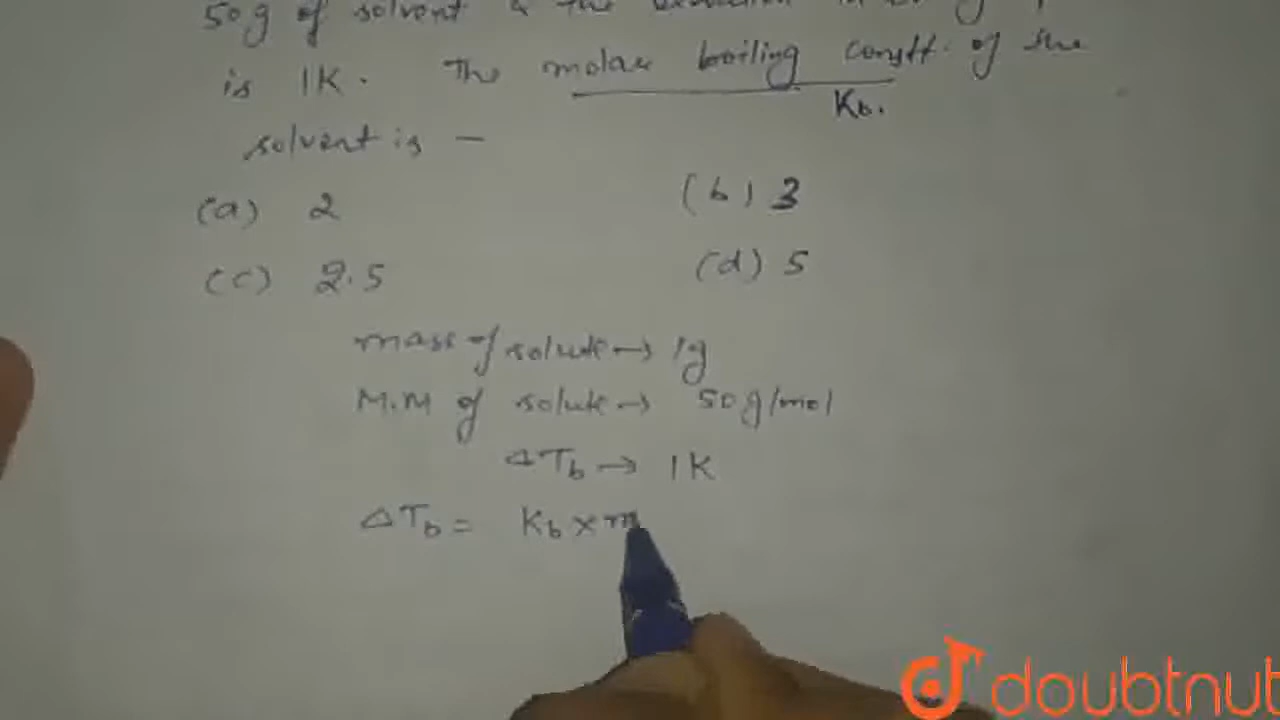 50g of solvent & the
is 1K. The molar boiling constt. of the
Kb.
solvent is —
(a) 2 (b) 3
(c) 2.5 (d) 5
mass of solute → 1g
M.M of solute → 50g/mol
ΔTb → 1K
ΔTb = Kb × m
doubtnut